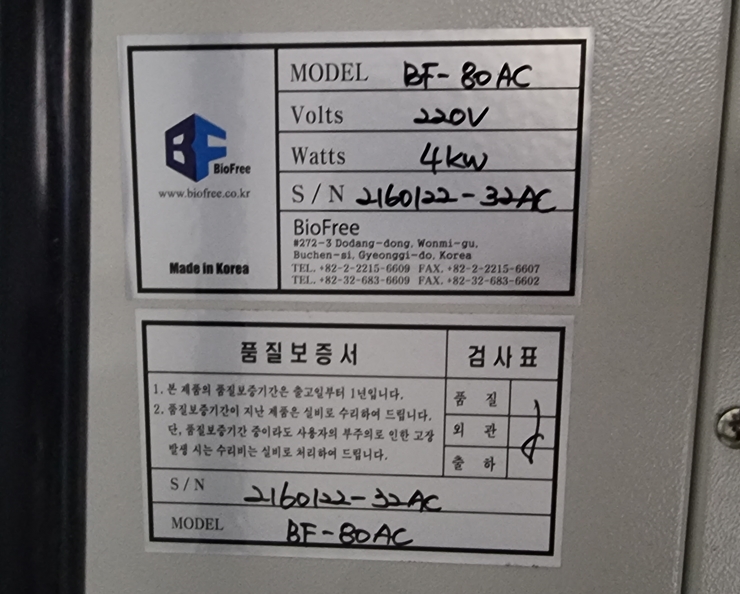 MODEL BF-80AC
Volts 220V
Watts 4kW
S/N 2160122-32AC
BF BioFree
www.biofree.co.kr
Made in Korea
BioFree
#272-3 Dodang-dong, Wonmi-gu,
Buchen-si, Gyeonggi-do, Korea
TEL. +82-2-2215-6609 FAX. +82-2-2215-6607
TEL. +82-32-683-6609 FAX. +82-32-683-6602
품질보증서
1. 본 제품의 품질보증기간은 출고일부터 1년입니다.
2. 품질보증기간이 지난 제품은 실비로 수리하여 드립니다.
단, 품질보증기간 중이라도 사용자의 부주의로 인한 고장
발생 시는 수리비는 실비로 처리하여 드립니다.
검사표
품 질
외 관
출 하
S/N 2160122-32AC
MODEL BF-80AC